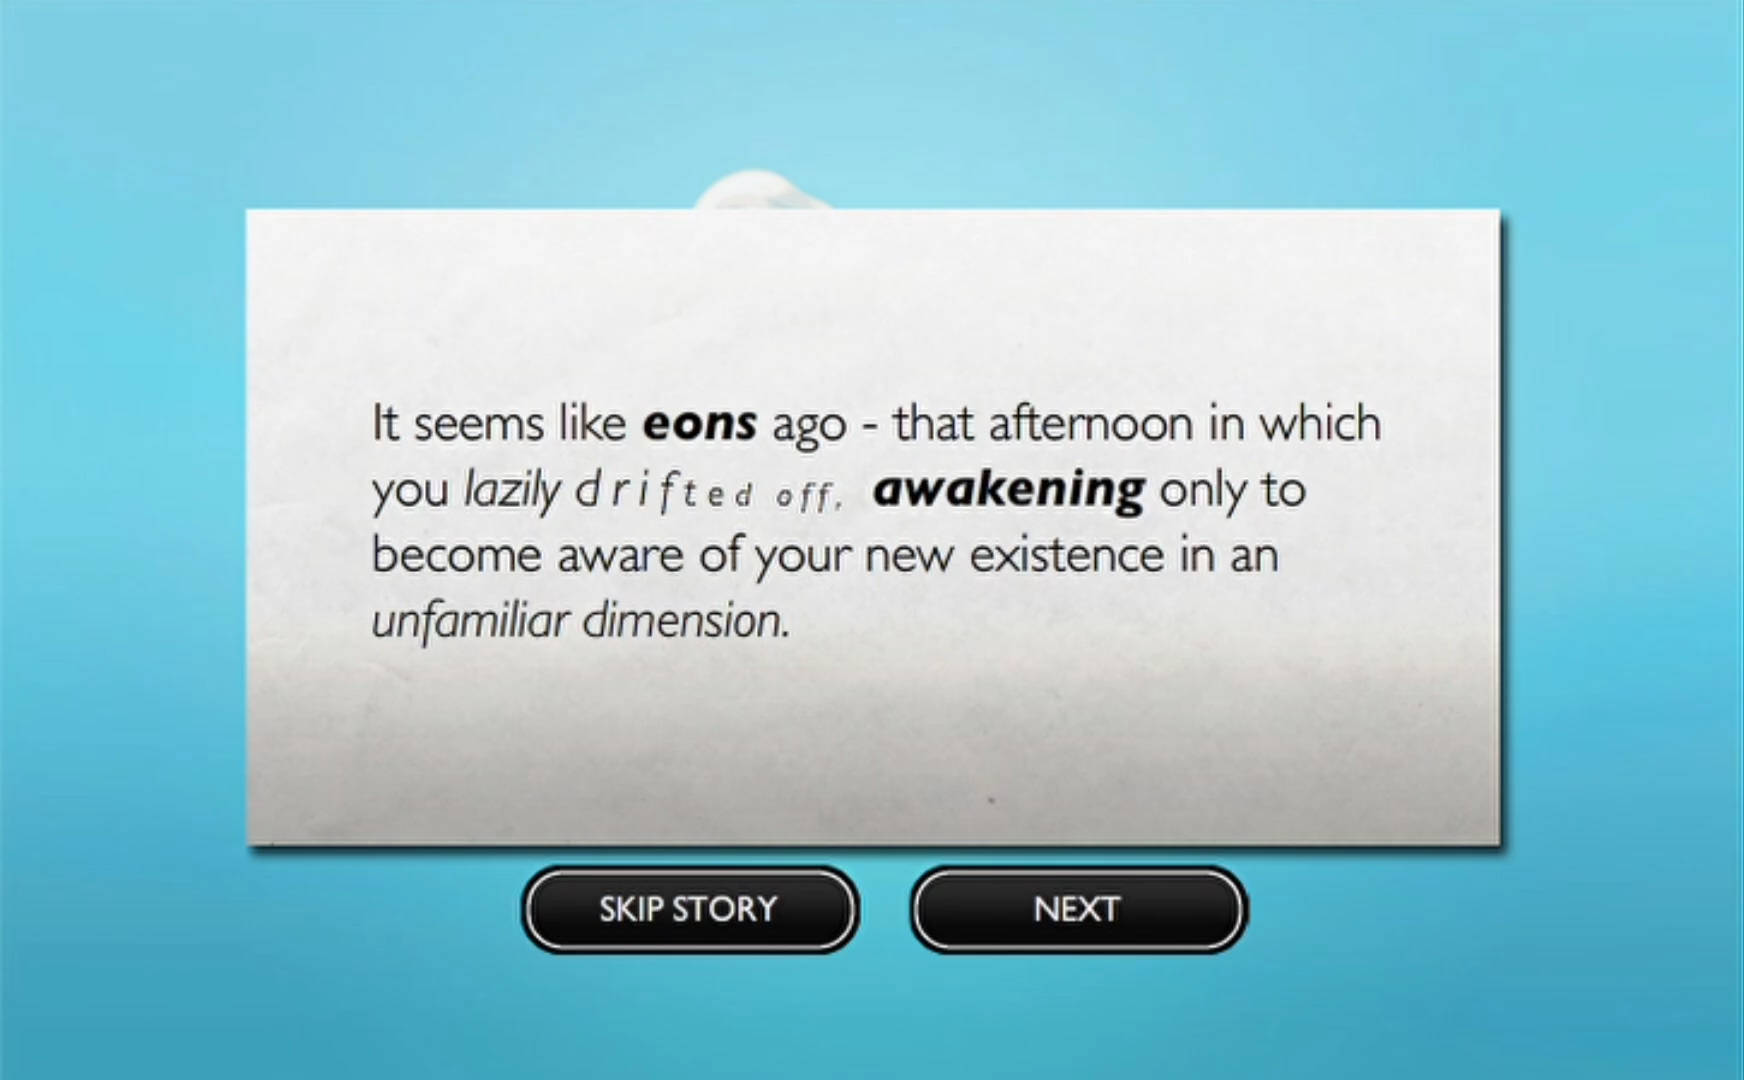 It seems like eons ago - that afternoon in which
you lazily drifted off, awakening only to
become aware of your new existence in an
unfamiliar dimension.
SKIP STORY
NEXT